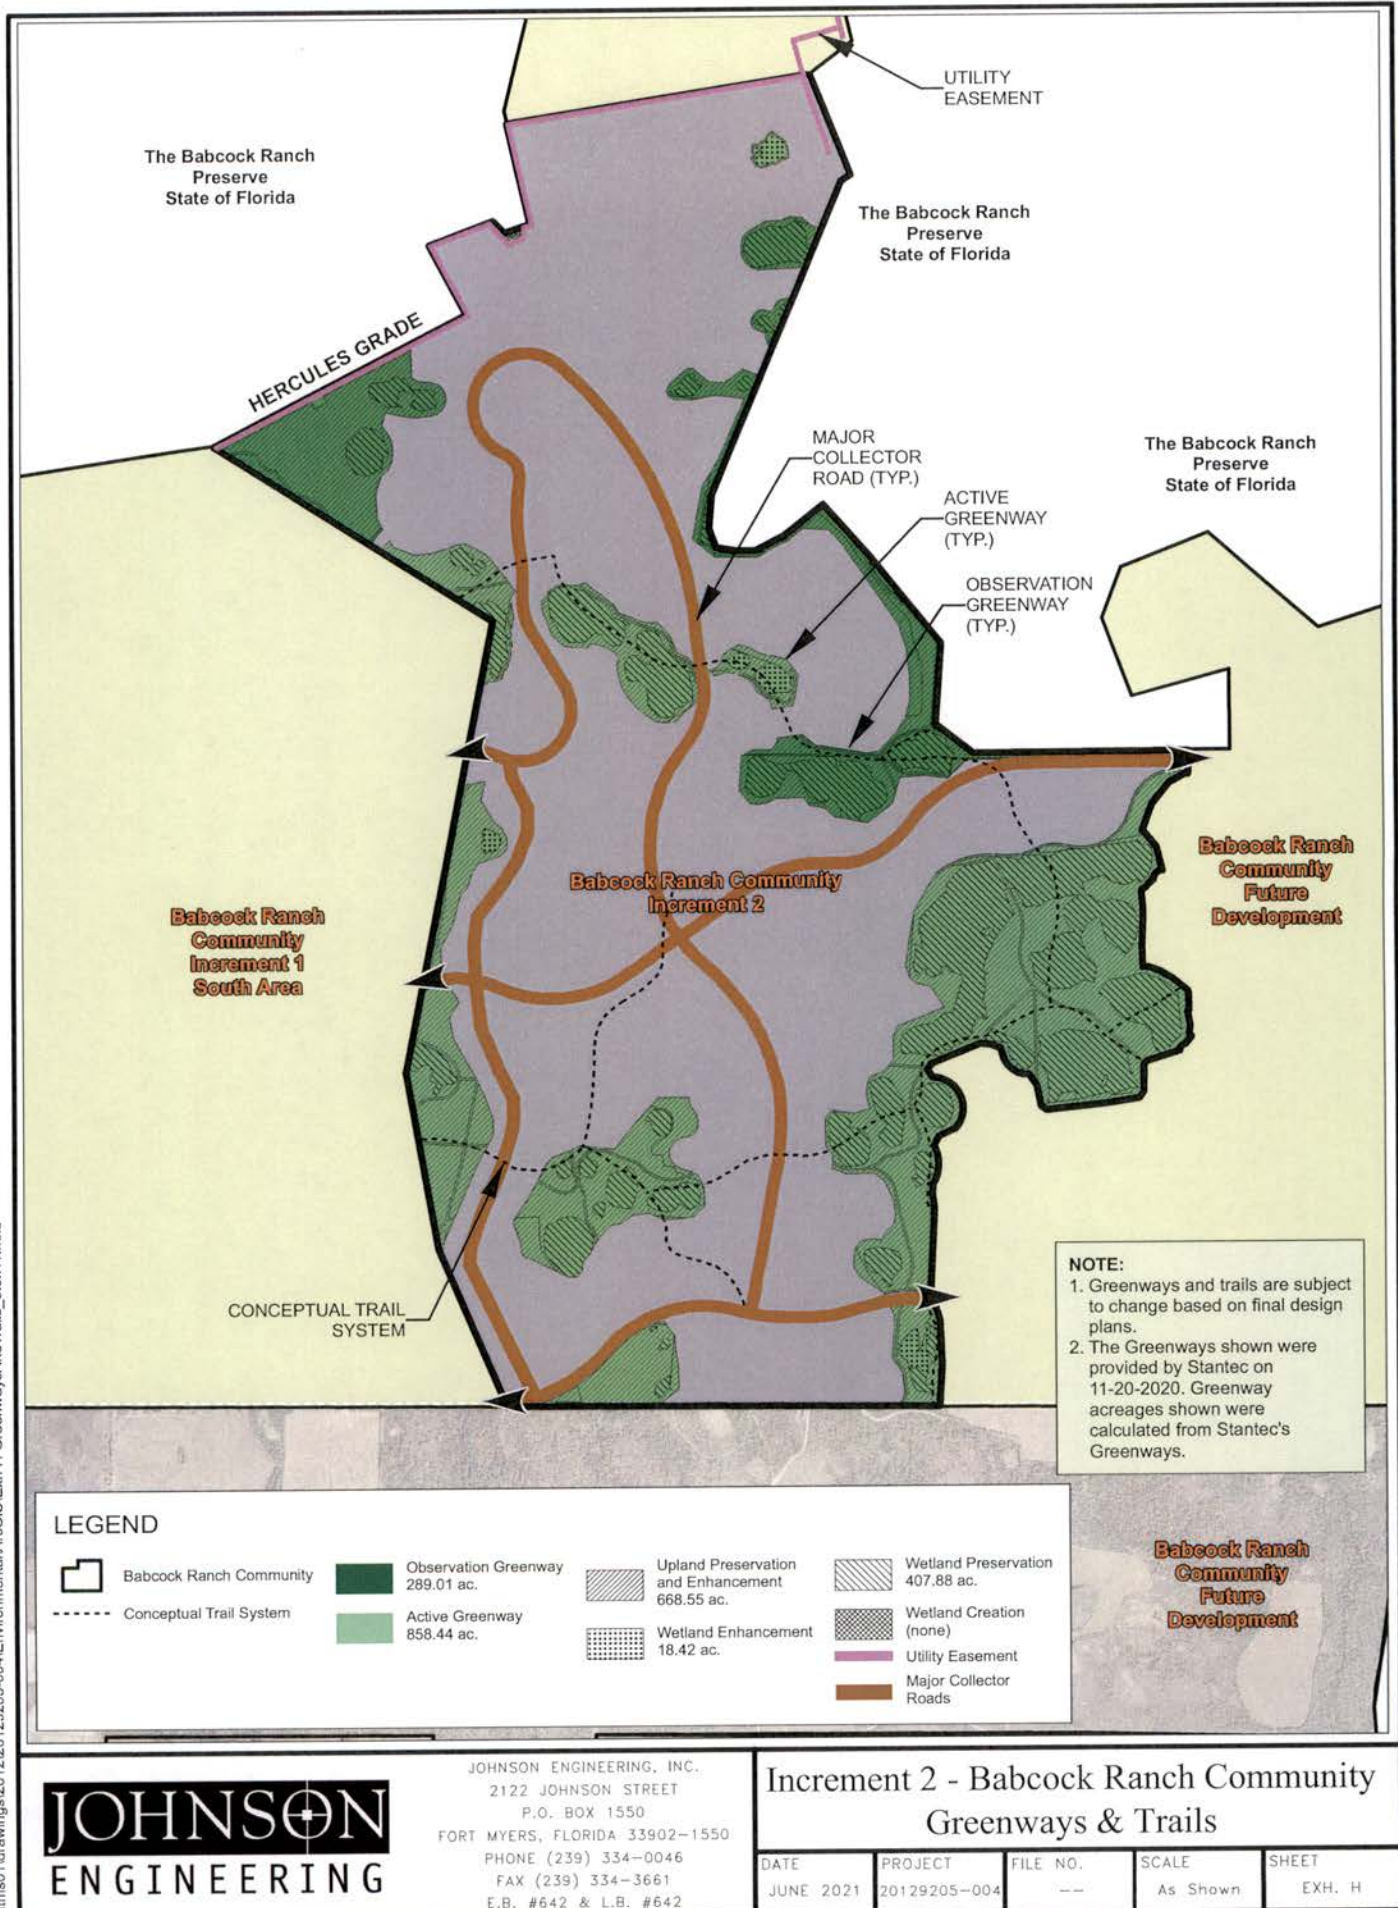 UTILITY
EASEMENT
The Babcock Ranch
Preserve
State of Florida
The Babcock Ranch
Preserve
State of Florida
HERCULES GRADE
MAJOR
COLLECTOR
ROAD (TYP.)
The Babcock Ranch
Preserve
State of Florida
ACTIVE
GREENWAY
(TYP.)
OBSERVATION
GREENWAY
(TYP.)
Babcock Ranch
Community
Future
Development
Babcock Ranch Community
Increment 2
Babcock Ranch
Community
Increment 1
South Area
CONCEPTUAL TRAIL
SYSTEM
NOTE:
1. Greenways and trails are subject
to change based on final design
plans.
2. The Greenways shown were
provided by Stantec on
11-20-2020. Greenway
acreages shown were
calculated from Stantec's
Greenways.
LEGEND
Babcock Ranch Community
Conceptual Trail System
Observation Greenway
289.01 ac.
Active Greenway
858.44 ac.
Upland Preservation
and Enhancement
668.55 ac.
Wetland Enhancement
18.42 ac.
Wetland Preservation
407.88 ac.
Wetland Creation
(none)
Utility Easement
Major Collector
Roads
Babcock Ranch
Community
Future
Development
JOHNSON
ENGINEERING
JOHNSON ENGINEERING, INC.
2122 JOHNSON STREET
P.O. BOX 1550
FORT MYERS, FLORIDA 33902-1550
PHONE (239) 334-0046
FAX (239) 334-3661
E.B. #642 & L.B. #642
Increment 2 - Babcock Ranch Community
Greenways & Trails
DATE
JUNE 2021
PROJECT
20129205-004
FILE NO.
--
SCALE
As Shown
SHEET
EXH. H